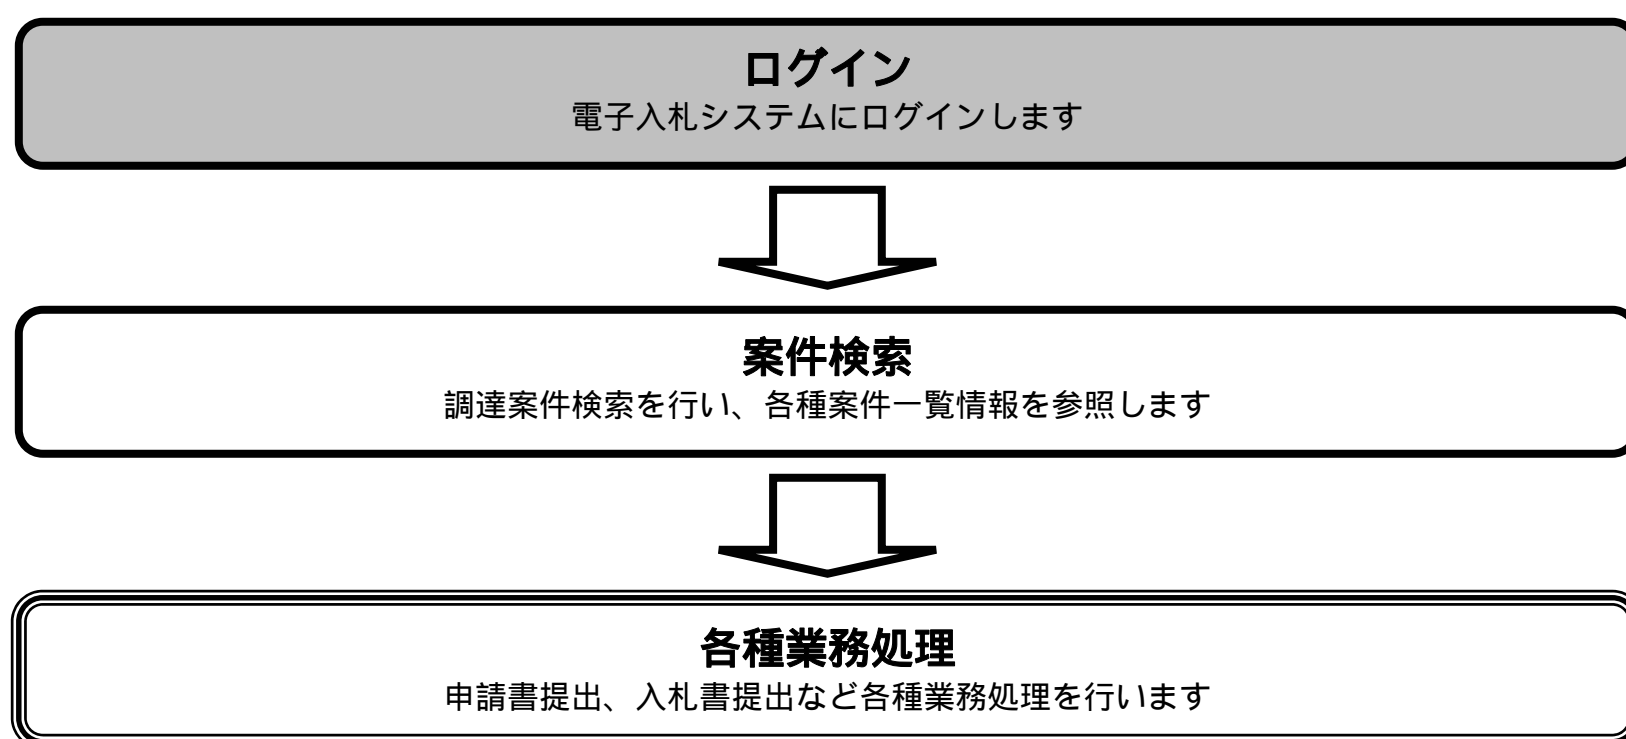 ログイン
電子入札システムにログインします
案件検索
調達案件検索を行い、各種案件一覧情報を参照します
各種業務処理
申請書提出、入札書提出など各種業務処理を行います